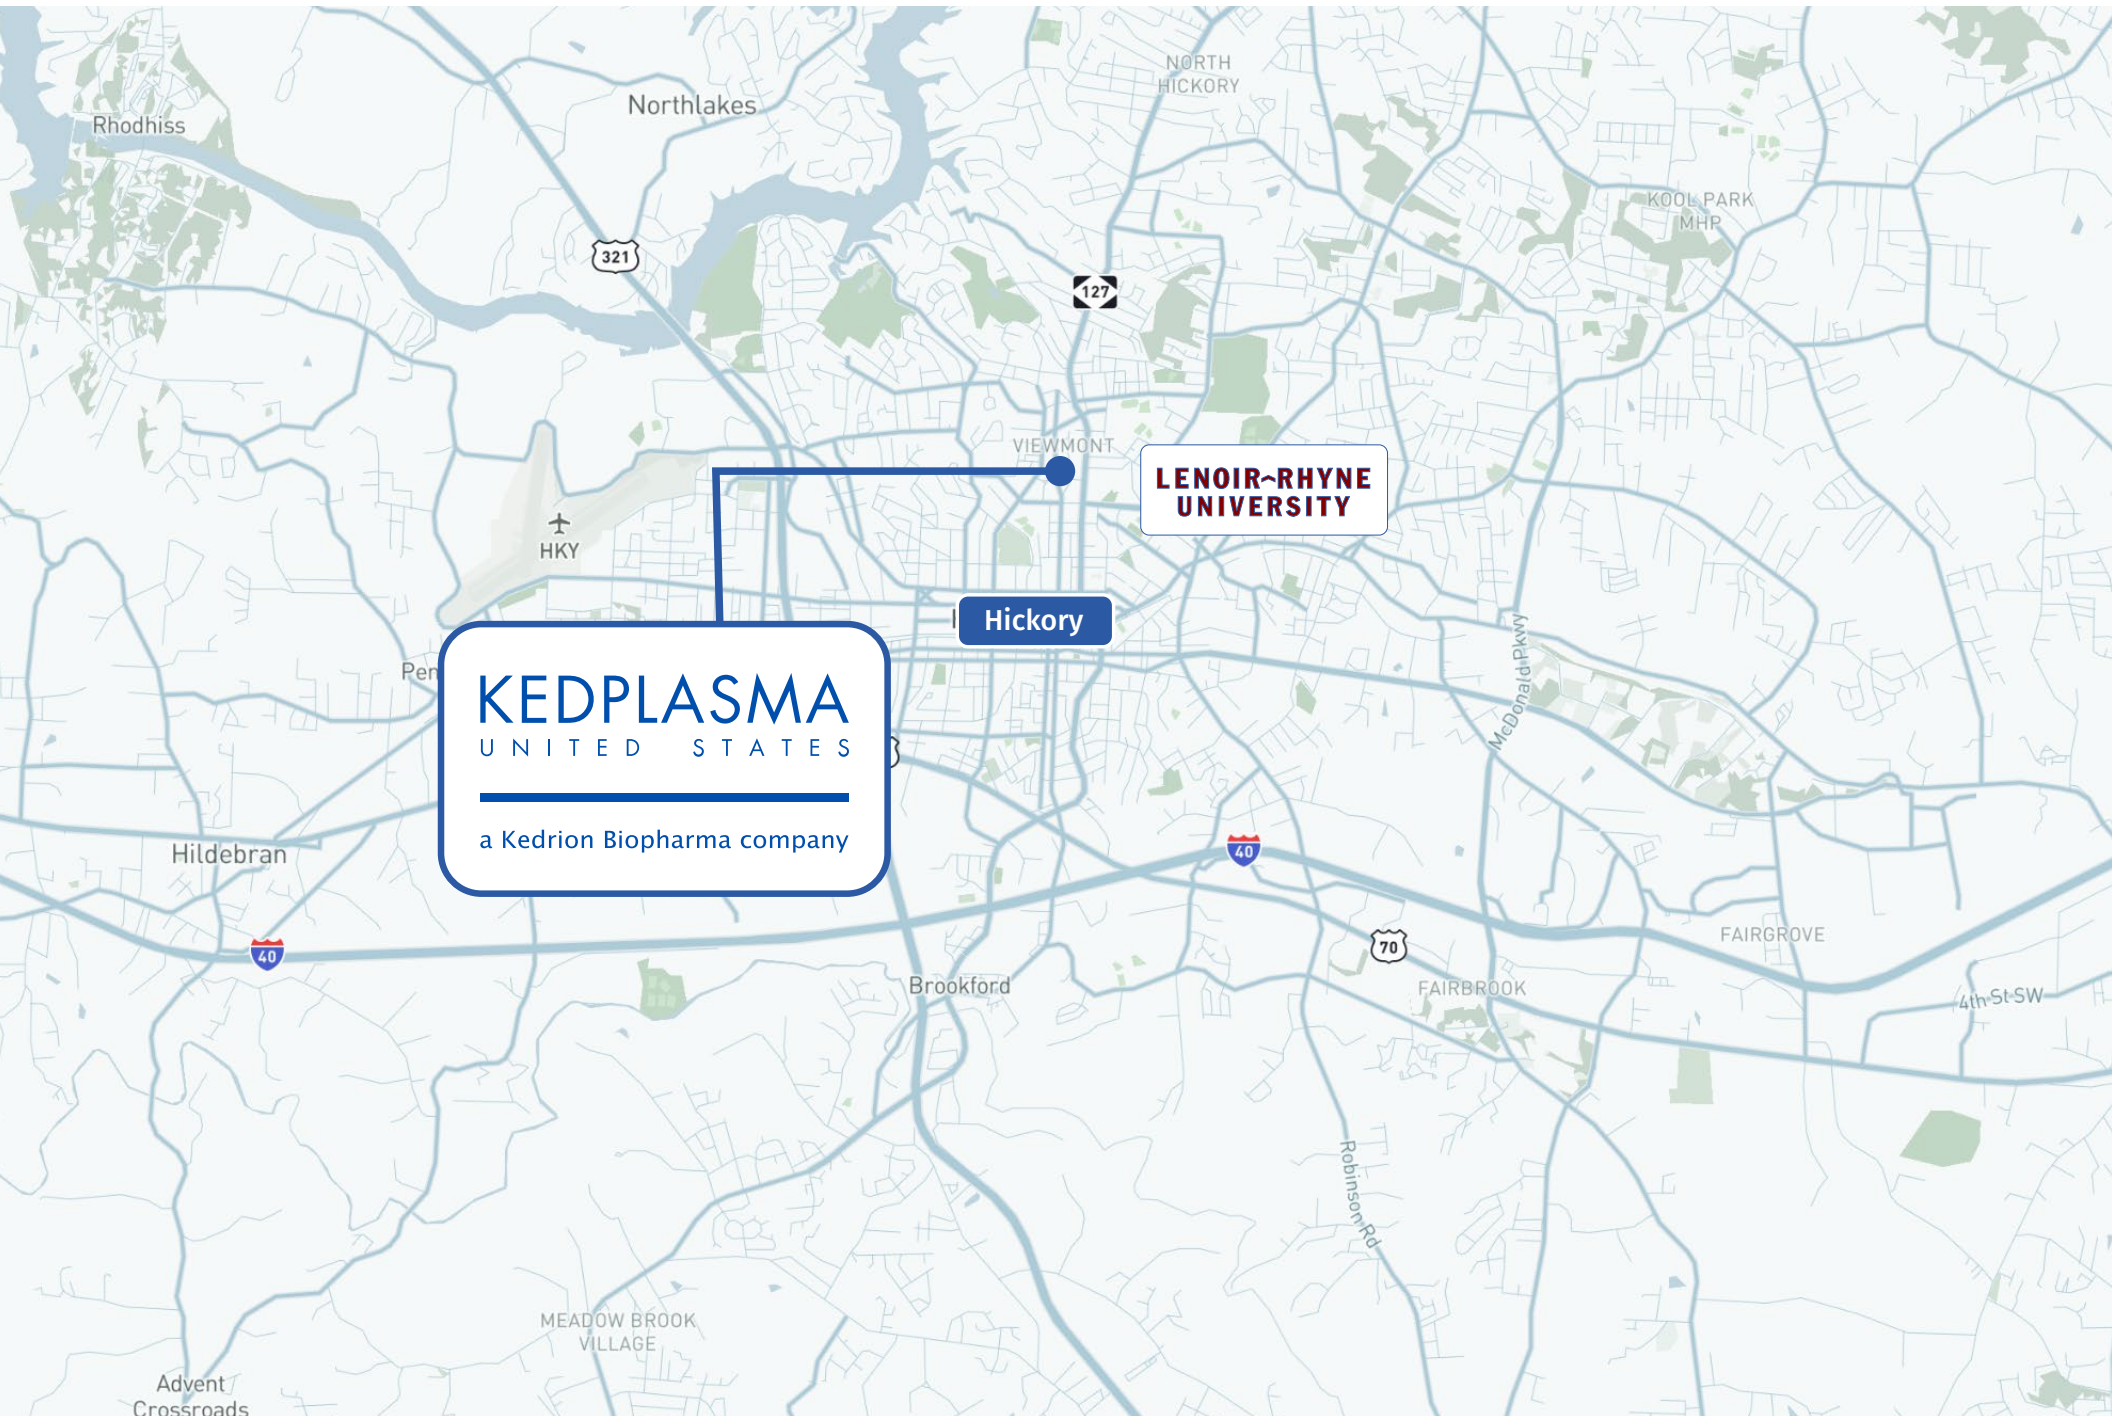 NORTH
HICKORY
Northlakes
Rhodhiss
KOOL PARK
MHP
321
127
VIEWMONT
LENOIR-RHYNE
UNIVERSITY
HKY
Hickory
McDonald Pkwy
KEDPLASMA
UNITED STATES
a Kedrion Biopharma company
Hildebran
40
40
70
FAIRGROVE
Brookford
FAIRBROOK
4th St SW
Robinson Rd
MEADOW BROOK
VILLAGE
Advent
Crossroads